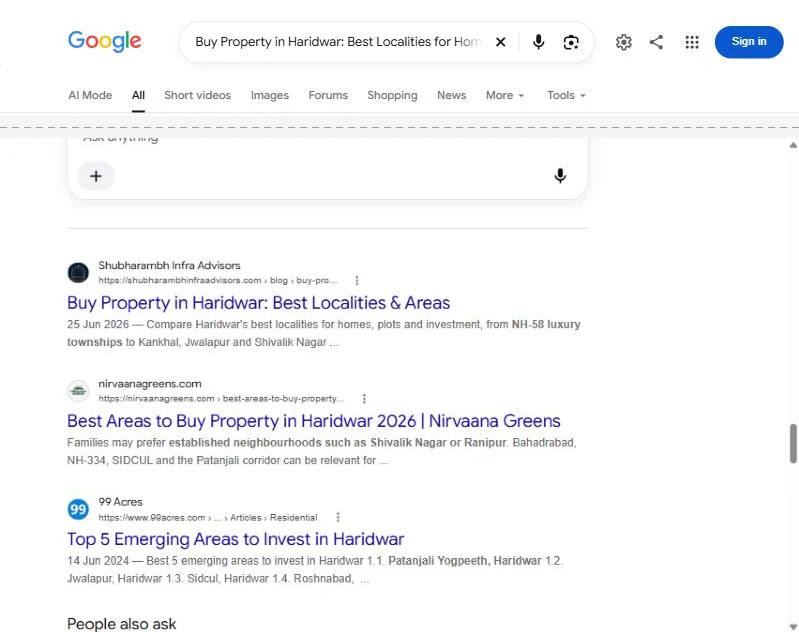 Google
Buy Property in Haridwar: Best Localities for Hom
Sign in
AI Mode All Short videos Images Forums Shopping News More Tools
Ask anything
Shubharambh Infra Advisors
https://shubharambhinfraadvisors.com › blog › buy-pro...
Buy Property in Haridwar: Best Localities & Areas
25 Jun 2026 — Compare Haridwar's best localities for homes, plots and investment, from NH-58 luxury
townships to Kankhal, Jwalapur and Shivalik Nagar ...
nirvaanagreens.com
https://nirvaanagreens.com › best-areas-to-buy-property...
Best Areas to Buy Property in Haridwar 2026 | Nirvaana Greens
Families may prefer established neighbourhoods such as Shivalik Nagar or Ranipur. Bahadrabad,
NH-334, SIDCUL and the Patanjali corridor can be relevant for ...
99
99 Acres
https://www.99acres.com › ... › Articles › Residential
Top 5 Emerging Areas to Invest in Haridwar
14 Jun 2024 — Best 5 emerging areas to invest in Haridwar 1.1. Patanjali Yogpeeth, Haridwar 1.2.
Jwalapur, Haridwar 1.3. Sidcul, Haridwar 1.4. Roshnabad, ...
People also ask